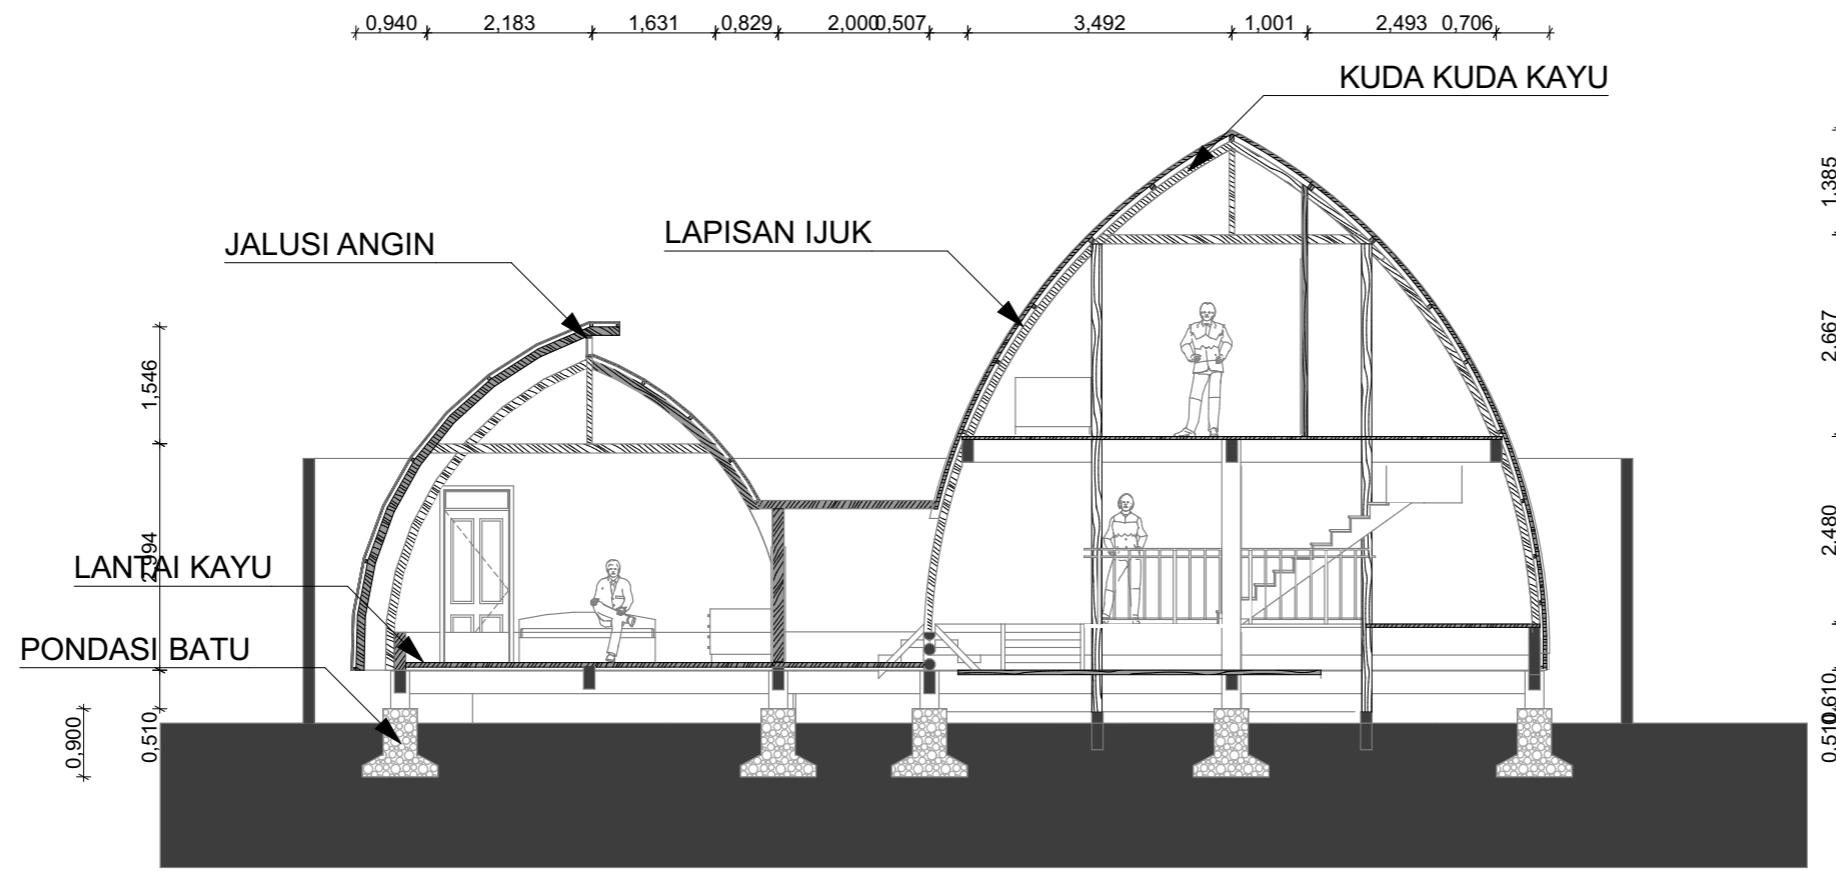 0,940 2,183 1,631 0,829 2,000 0,507 3,492 1,001 2,493 0,706
KUDA KUDA KAYU
LAPISAN IJUK
JALUSI ANGIN
LANTAI KAYU
PONDASI BATU
1,546
2,994
0,510
0,900
1,385
2,667
2,480
0,610
0,510